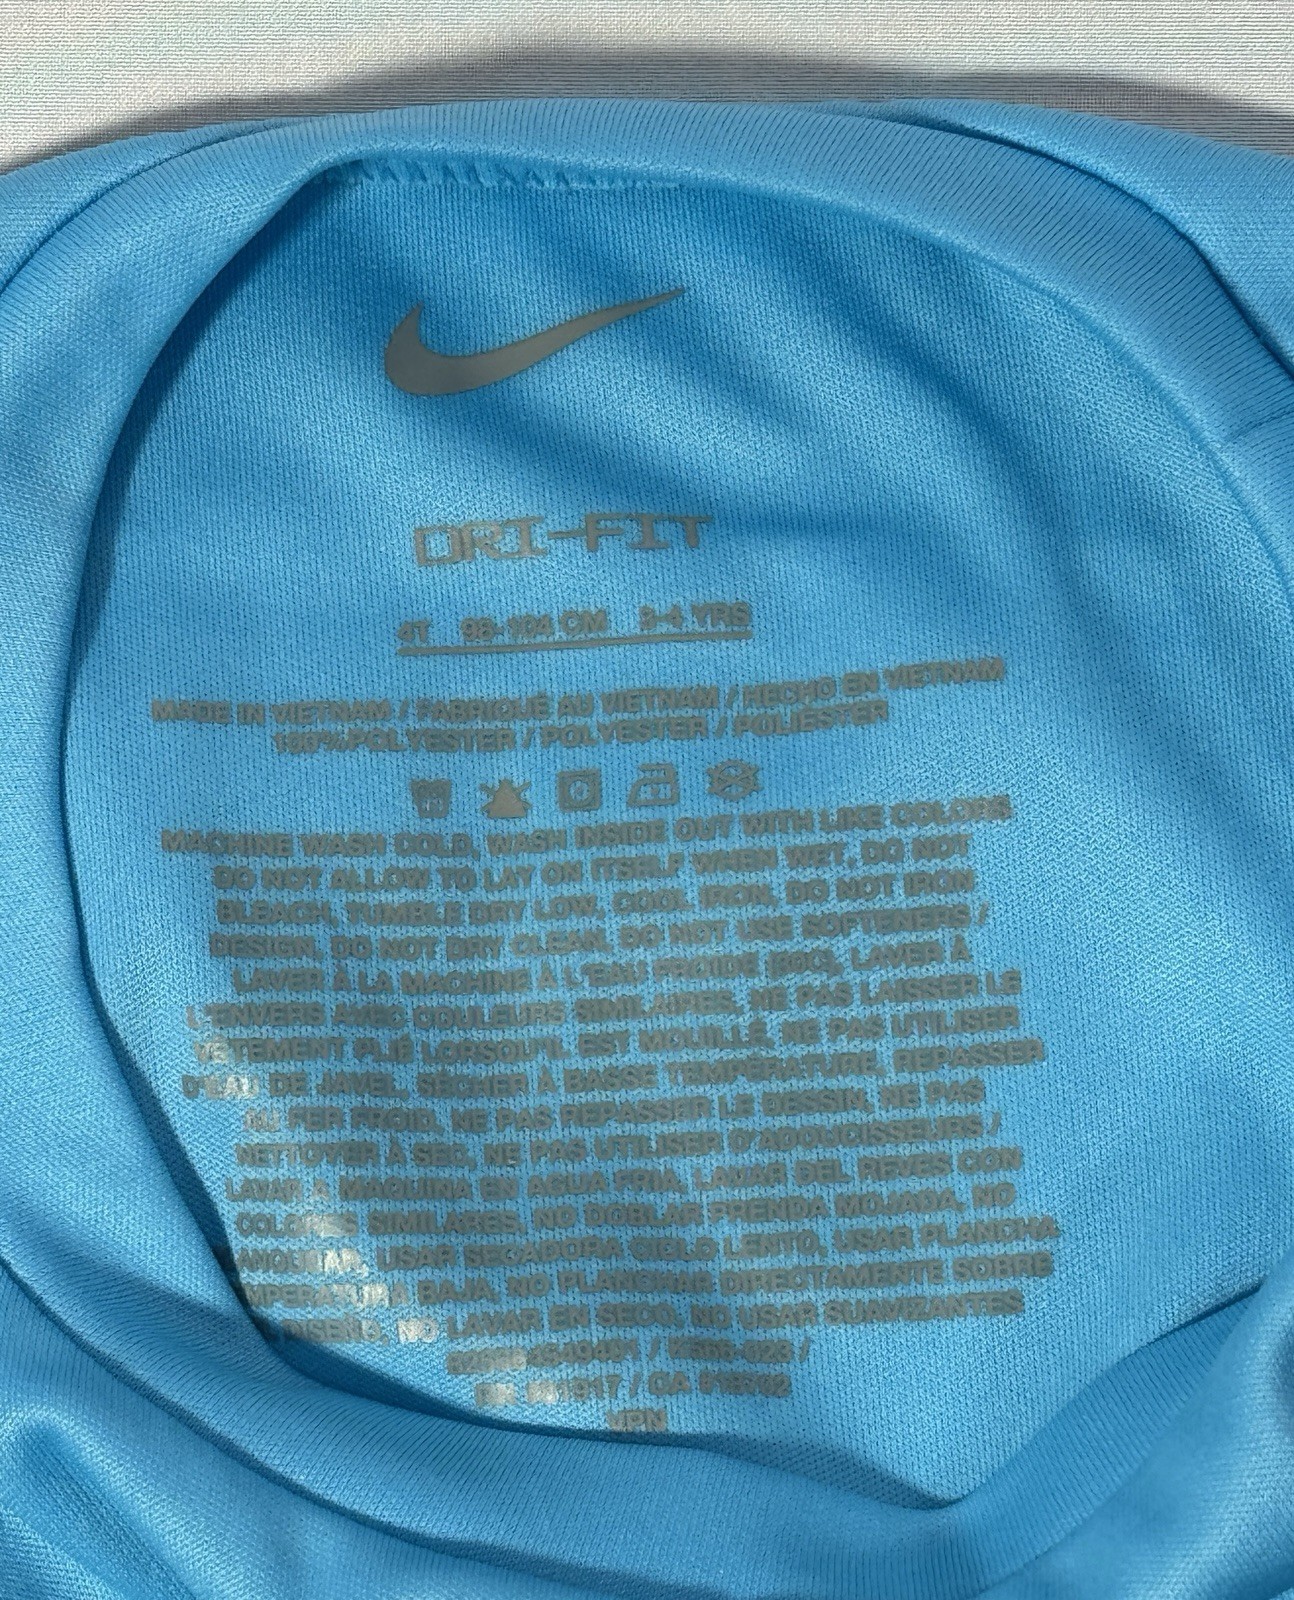 DRI-FIT
4T 98-104 CM 3-4 YRS
MADE IN VIETNAM / FABRIQUÉ AU VIETNAM / HECHO EN VIETNAM
100%POLYESTER / POLYESTER / POLIÉSTER
MACHINE WASH COLD, WASH INSIDE OUT WITH LIKE COLORS
DO NOT ALLOW TO LAY ON ITSELF WHEN WET, DO NOT
BLEACH, TUMBLE DRY LOW, COOL IRON, DO NOT IRON
DESIGN, DO NOT DRY CLEAN, DO NOT USE SOFTENERS /
LAVER À LA MACHINE À L'EAU FROIDE (30C), LAVER À
L'ENVERS AVEC COULEURS SIMILAIRES, NE PAS LAISSER LE
VÊTEMENT PLIÉ LORSQU'IL EST MOUILLÉ, NE PAS UTILISER
D'EAU DE JAVEL, SÉCHER À BASSE TEMPÉRATURE, REPASSER
AU FER FROID, NE PAS REPASSER LE DESSIN, NE PAS
NETTOYER A SEC, NE PAS UTILISER D'ADOUCISSEURS /
LAVAR A MAQUINA EN AGUA FRIA, LAVAR DEL REVES CON
COLORES SIMILARES, NO DOBLAR PRENDA MOJADA, NO
USAR SECADORA CICLO LENTO, USAR PLANCHA
BAJA, NO PLANCHAR DIRECTAMENTE SOBRE
NO LAVAR EN SECO, NO USAR SUAVIZANTES
/ CA #19792
VPN